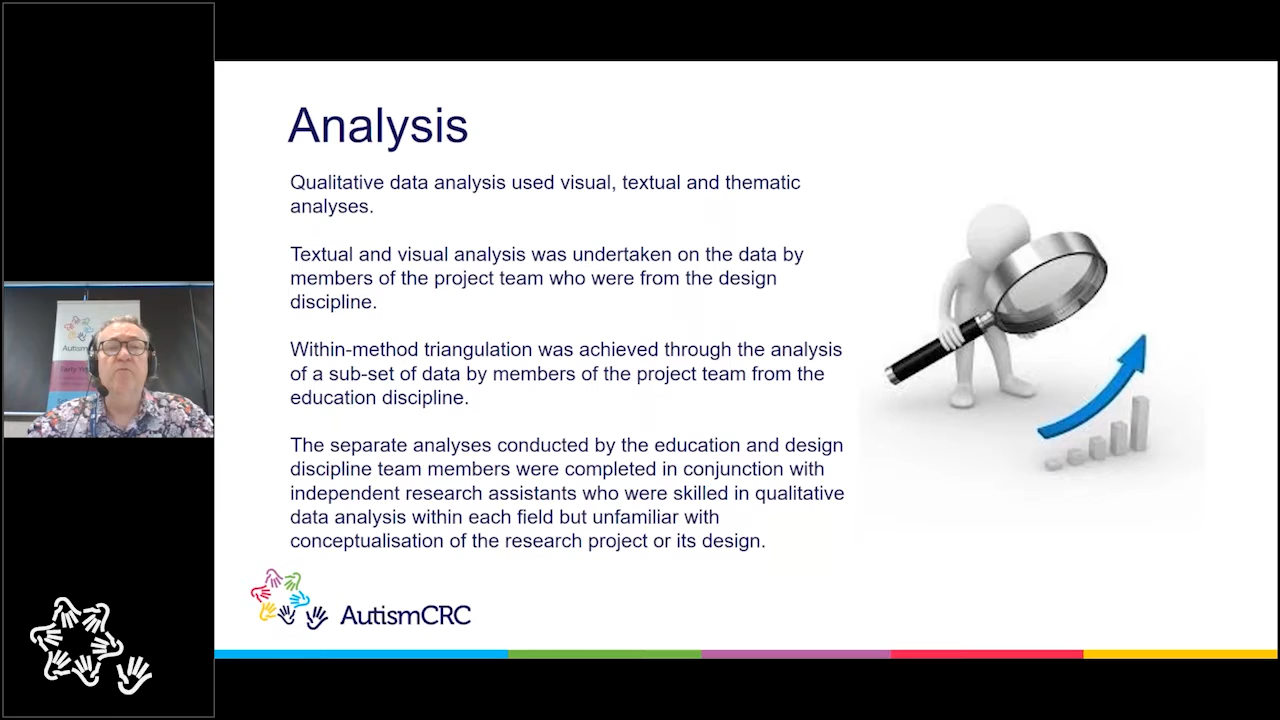 Analysis
Qualitative data analysis used visual, textual and thematic
analyses.
Textual and visual analysis was undertaken on the data by
members of the project team who were from the design
discipline.
Within-method triangulation was achieved through the analysis
of a sub-set of data by members of the project team from the
education discipline.
The separate analyses conducted by the education and design
discipline team members were completed in conjunction with
independent research assistants who were skilled in qualitative
data analysis within each field but unfamiliar with
conceptualisation of the research project or its design.
AutismCRC